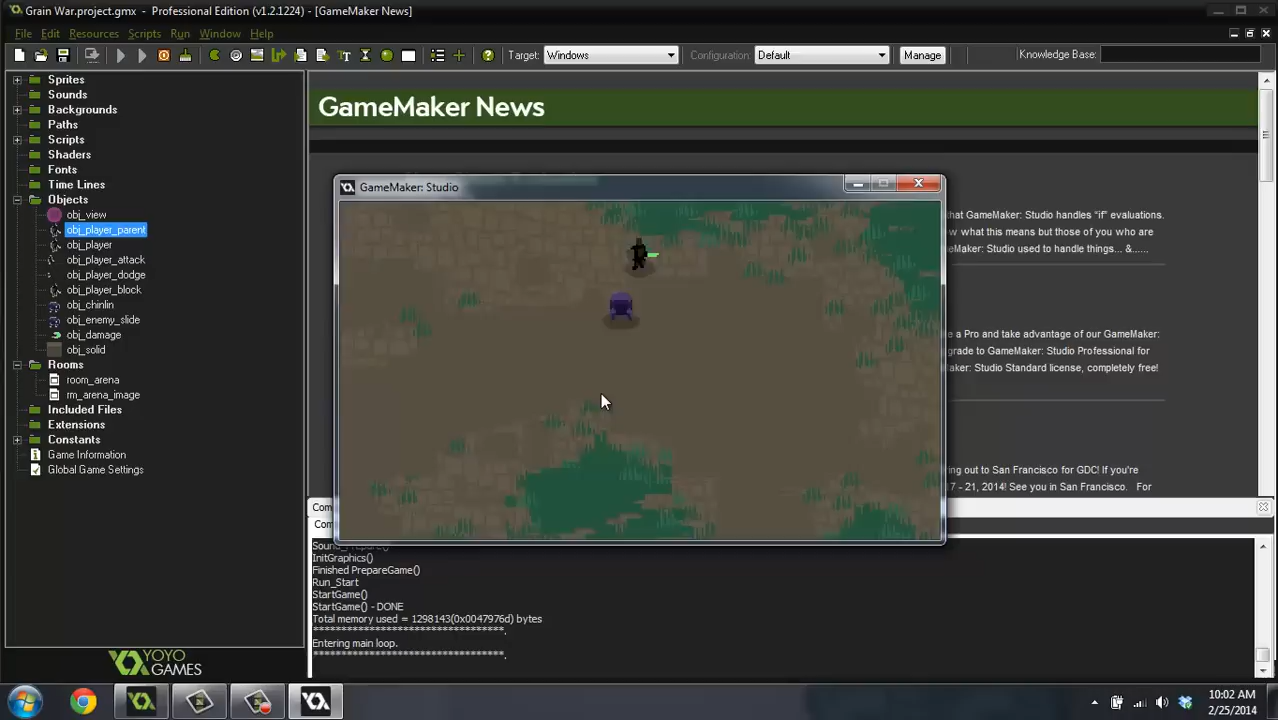 Grain War.project.gmx - Professional Edition (v1.2.1224) - [GameMaker News]
File Edit Resources Scripts Run Window Help
Target: Windows Configuration: Default Manage Knowledge Base:
Sprites
Sounds
Backgrounds
Paths
Scripts
Shaders
Fonts
Time Lines
Objects
obj_view
obj_player_parent
obj_player
obj_player_attack
obj_player_dodge
obj_player_block
obj_chinlin
obj_enemy_slide
obj_damage
obj_solid
Rooms
room_arena
rm_arena_image
Included Files
Extensions
Constants
Game Information
Global Game Settings
YOYO
GAMES
GameMaker News
GameMaker: Studio
that GameMaker: Studio handles "if" evaluations.
w what this means but those of you who are
Maker: Studio used to handle things... &......
e a Pro and take advantage of our GameMaker:
grade to GameMaker: Studio Professional for
Maker: Studio Standard license, completely free!
ing out to San Francisco for GDC! If you're
17 - 21, 2014! See you in San Francisco. For
Com
Com
Sound_Prepare()
InitGraphics()
Finished PrepareGame()
Run_Start
StartGame()
StartGame() - DONE
Total memory used = 1298143(0x0047976d) bytes
Entering main loop.
10:02 AM
2/25/2014